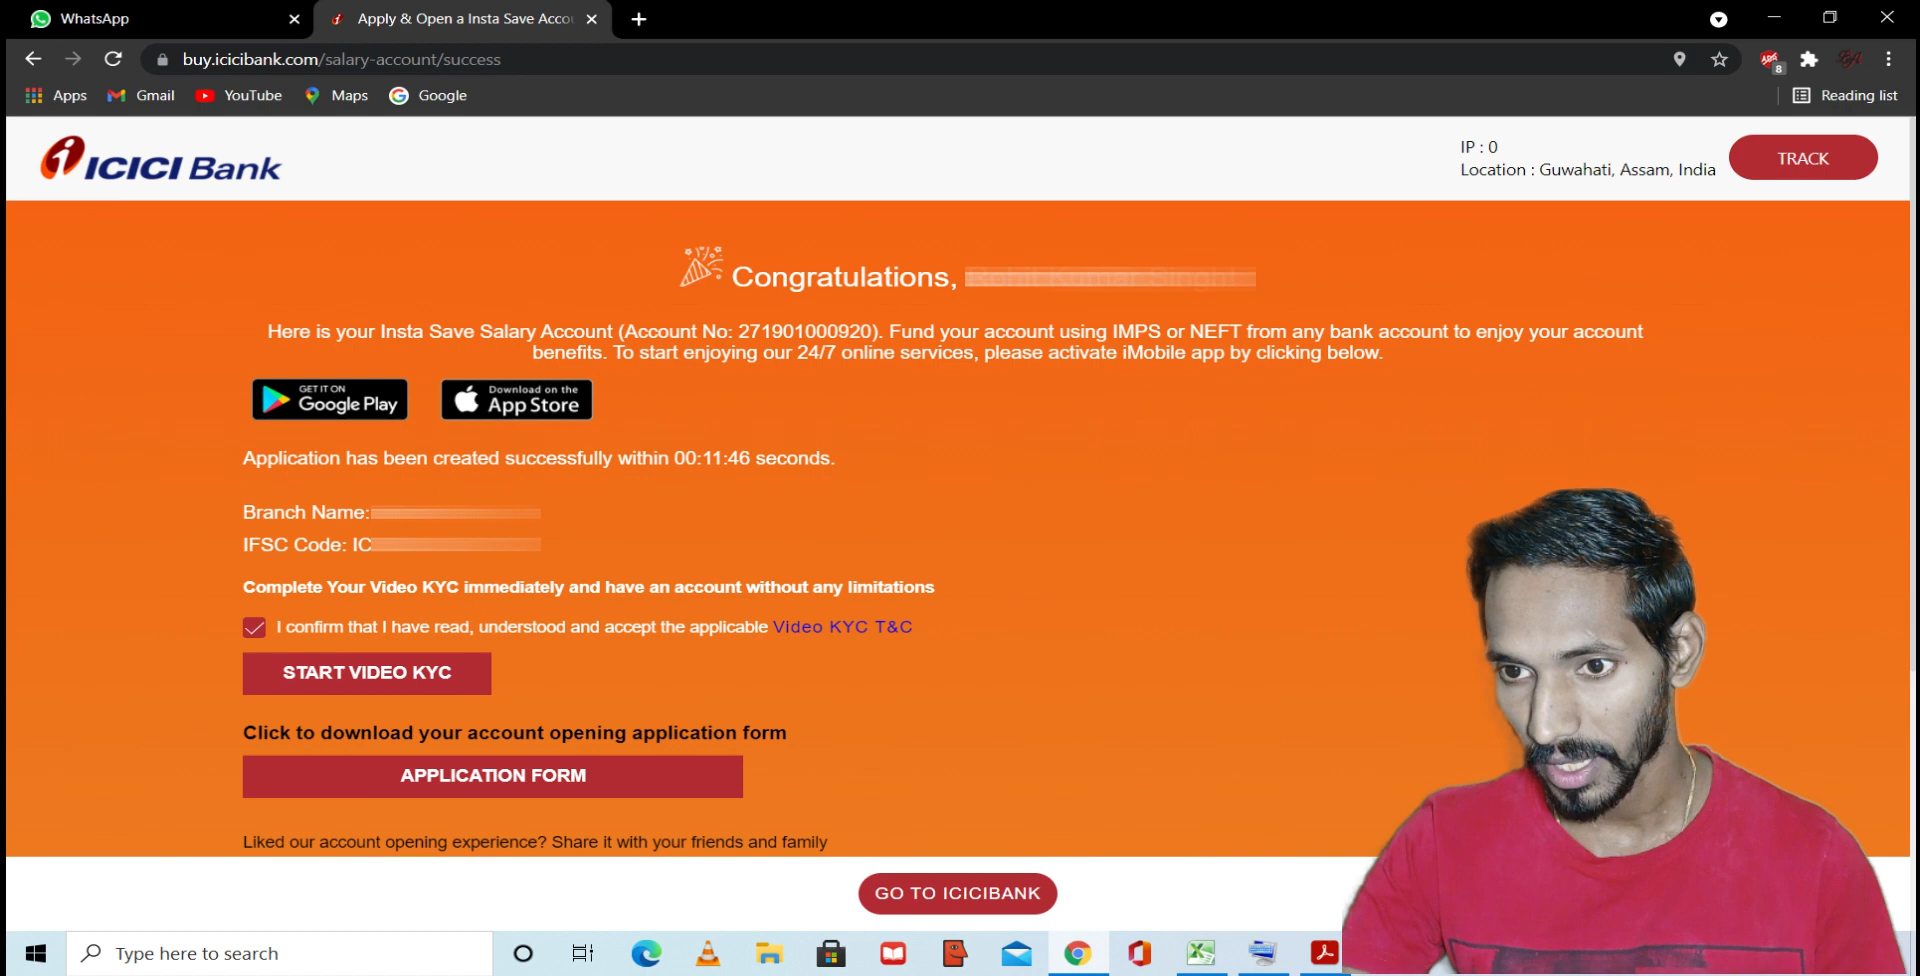 WhatsApp
Apply & Open a Insta Save Acco
buy.icicibank.com/salary-account/success
8
Apps Gmail YouTube Maps Google Reading list
ICICI Bank
IP : 0
Location : Guwahati, Assam, India
TRACK
Congratulations,
Here is your Insta Save Salary Account (Account No: 271901000920). Fund your account using IMPS or NEFT from any bank account to enjoy your account
benefits. To start enjoying our 24/7 online services, please activate iMobile app by clicking below.
GET IT ON
Google Play
Download on the
App Store
Application has been created successfully within 00:11:46 seconds.
Branch Name:
IFSC Code: IC
Complete Your Video KYC immediately and have an account without any limitations
I confirm that I have read, understood and accept the applicable Video KYC T&C
START VIDEO KYC
Click to download your account opening application form
APPLICATION FORM
Liked our account opening experience? Share it with your friends and family
GO TO ICICIBANK
Type here to search